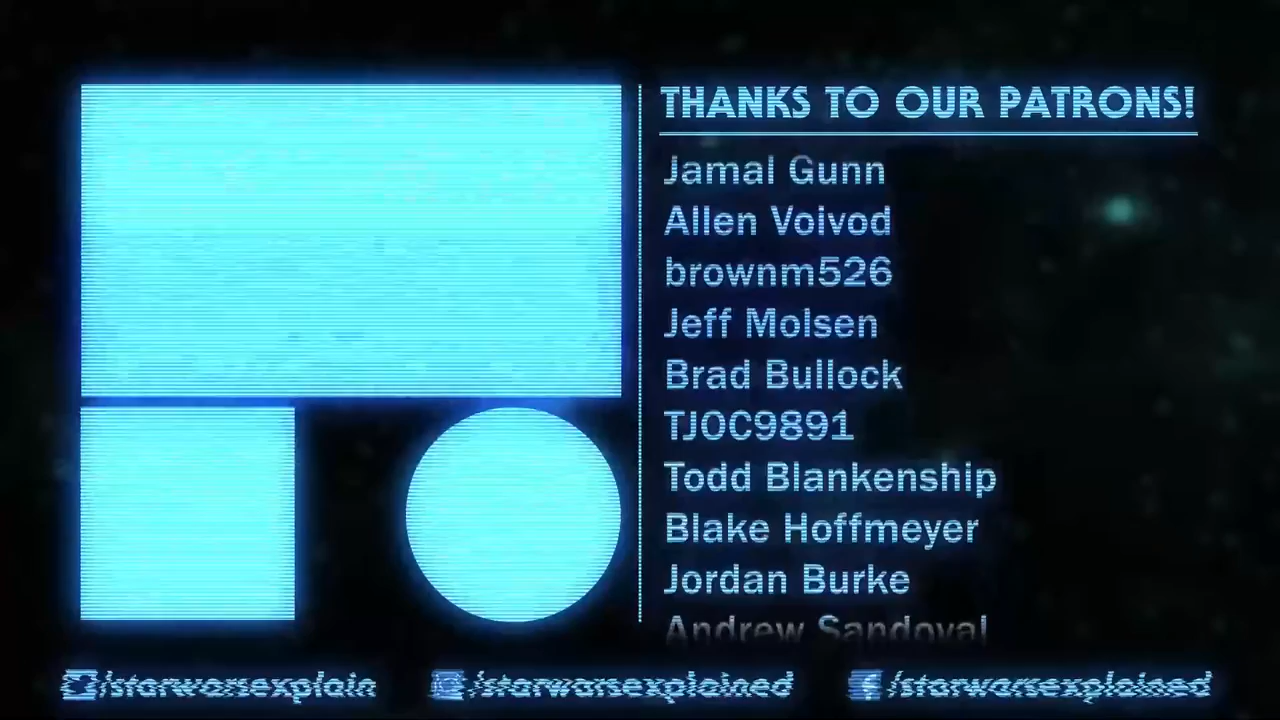 THANKS TO OUR PATRONS!
Jamal Gunn
Allen Voivod
brownm526
Jeff Molsen
Brad Bullock
TJOC9891
Todd Blankenship
Blake Hoffmeyer
Jordan Burke
Andrew Sandoval
/starwarsexplain /starwarsexplained /starwarsexplained